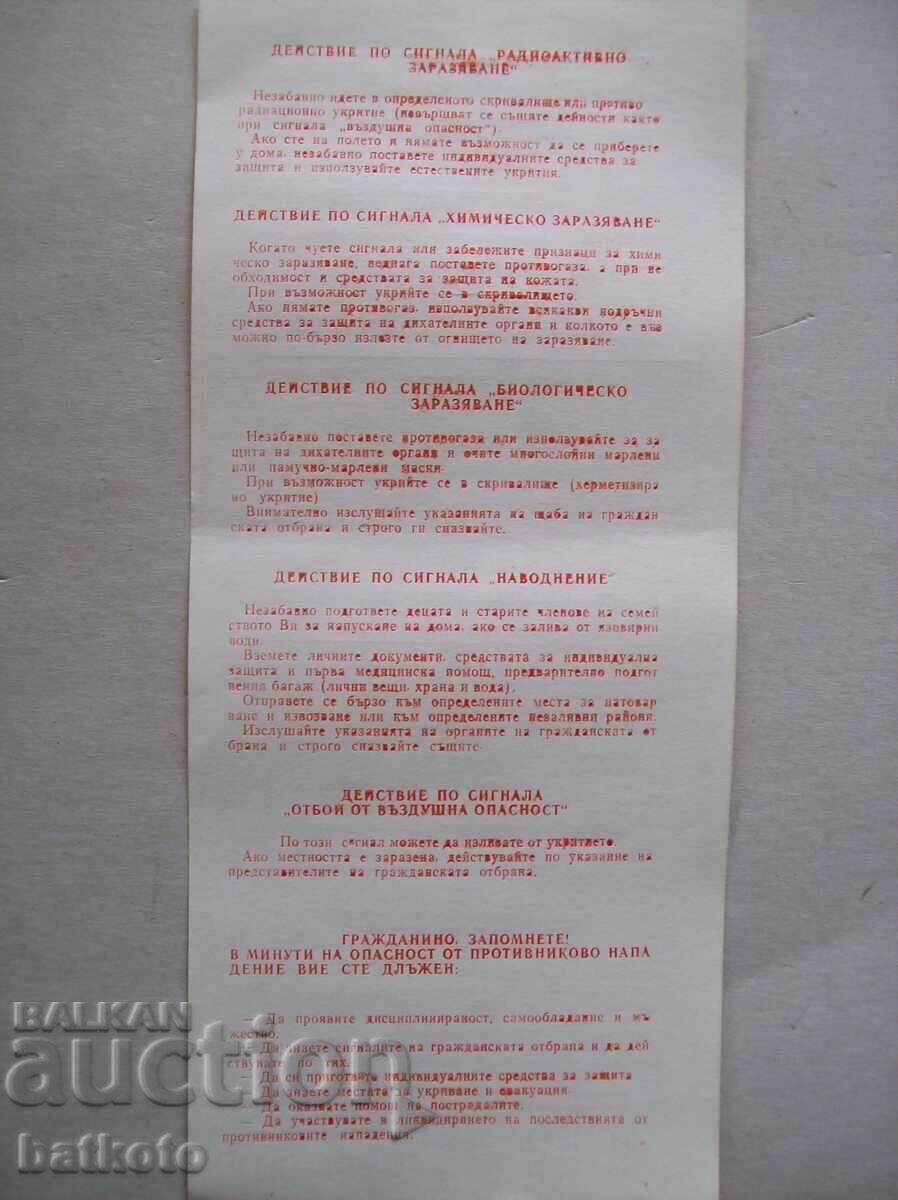 ДЕЙСТВИЕ ПО СИГНАЛА „РАДИОАКТИВНО
ЗАРАЗЯВАНЕ“
Незабавно идете в определеното скривалище или противо
радиационно укритие (извършват се същите дейности както
при сигнала „въздушна опасност“).
Ако сте на полето и нямате възможност да се приберете
у дома, незабавно поставете индивидуалните средства за
защита и използувайте естествените укрития.
ДЕЙСТВИЕ ПО СИГНАЛА „ХИМИЧЕСКО ЗАРАЗЯВАНЕ“
Когато чуете сигнала или забележите признаци за хими
ческо заразяване, веднага поставете противогаза, а при не
обходимост и средствата за защита на кожата.
При възможност укрийте се в скривалището.
Ако нямате противогаз, използувайте всякакви подръчни
средства за защита на дихателните органи и колкото е въз
можно по-бързо излезте от огнището на заразяване.
ДЕЙСТВИЕ ПО СИГНАЛА „БИОЛОГИЧЕСКО
ЗАРАЗЯВАНЕ“
Незабавно поставете противогаза или използувайте за за
щита на дихателните органи и очите многослойни марлени
или памучно-марлени маски.
При възможност укрийте се в скривалище (херметизира
но укритие)
Внимателно изслушайте указанията на щаба на граждан
ската отбрана и строго ги спазвайте.
ДЕЙСТВИЕ ПО СИГНАЛА „НАВОДНЕНИЕ“
Незабавно подгответе децата и старите членове на семей
ството Ви за напускане на дома, ако се залива от язовирни
води.
Вземете личните документи, средствата за индивидуална
защита и първа медицинска помощ, предварително подгот
вения багаж (лични вещи, храна и вода).
Отправете се бързо към определените места за натовар
ване и извозване или към определените незаливни райони.
Изслушайте указанията на органите на гражданската от
брана и строго спазвайте същите.
ДЕЙСТВИЕ ПО СИГНАЛА
„ОТБОЙ ОТ ВЪЗДУШНА ОПАСНОСТ“
По този сигнал можете да излизате от укритието.
Ако местността е заразена, действувайте по указание на
представителите на гражданската отбрана.
ГРАЖДАНИНО, ЗАПОМНЕТЕ!
В МИНУТИ НА ОПАСНОСТ ОТ ПРОТИВНИКОВО НАПА
ДЕНИЕ ВИЕ СТЕ ДЛЪЖЕН:
— Да проявите дисциплинираност, самообладание и мъ
жество.
— Да знаете сигналите на гражданската отбрана и да дей
ствувате по тях.
— Да си приготвите индивидуалните средства за защита
— Да знаете местата за укриване и евакуация.
— Да оказвате помощ на пострадалите.
— Да участвувате в ликвидирането на последствията от
противниковите нападения.
BALKAN
auction
batkoto